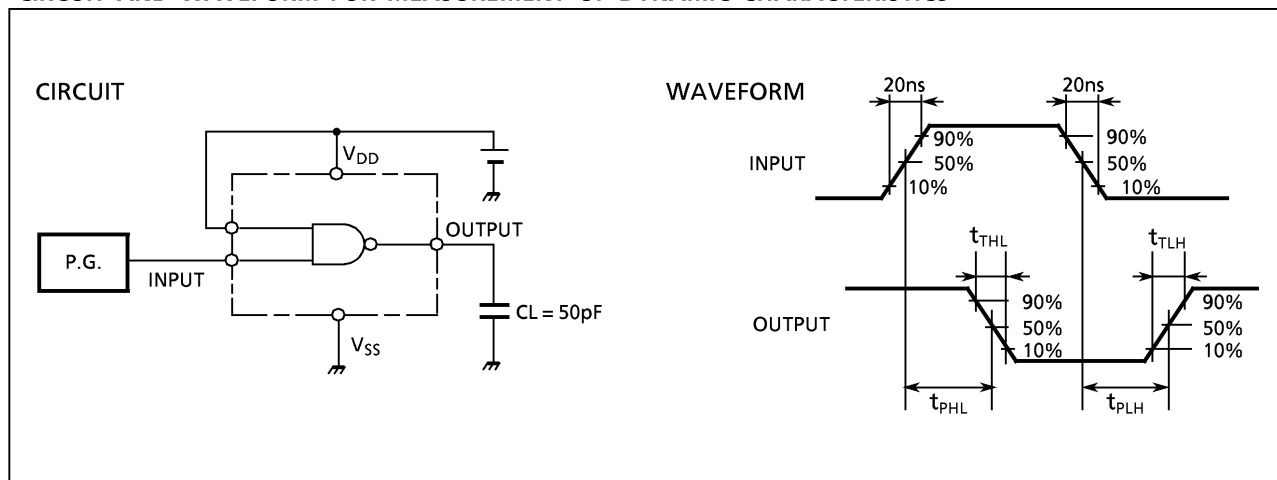 CIRCUIT AND WAVEFORM FOR MEASUREMENT OF DYNAMIC CHARACTERISTICS
CIRCUIT
VDD
OUTPUT
P.G.
INPUT
CL = 50pF
VSS
WAVEFORM
20ns
20ns
INPUT
90%
50%
10%
90%
50%
10%
tTHL
tTLH
OUTPUT
90%
50%
10%
90%
50%
10%
tPHL
tPLH